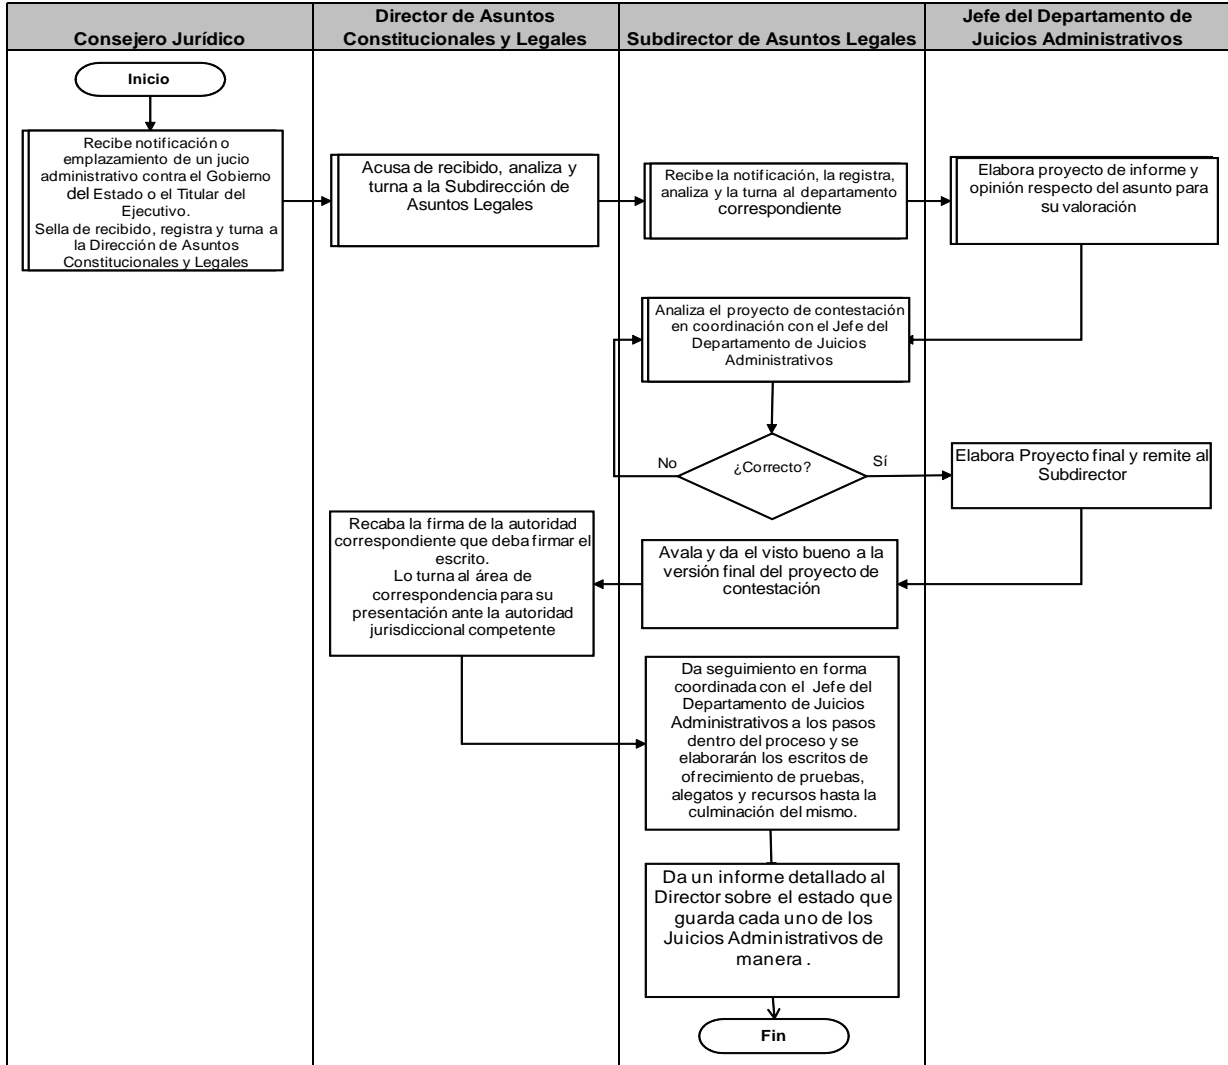 Consejero Jurídico
Director de Asuntos
Constitucionales y Legales
Subdirector de Asuntos Legales
Jefe del Departamento de
Juicios Administrativos
Inicio
Recibe notificación o
emplazamiento de un jucio
administrativo contra el Gobierno
del Estado o el Titular del
Ejecutivo.
Sella de recibido, registra y turna a
la Dirección de Asuntos
Constitucionales y Legales
Acusa de recibido, analiza y
turna a la Subdirección de
Asuntos Legales
Recibe la notificación, la registra,
analiza y la turna al departamento
correspondiente
Elabora proyecto de informe y
opinión respecto del asunto para
su valoración
Analiza el proyecto de contestación
en coordinación con el Jefe del
Departamento de Juicios
Administrativos
No
¿Correcto?
Sí
Elabora Proyecto final y remite al
Subdirector
Recaba la firma de la autoridad
correspondiente que deba firmar el
escrito.
Lo turna al área de
correspondencia para su
presentación ante la autoridad
jurisdiccional competente
Avala y da el visto bueno a la
versión final del proyecto de
contestación
Da seguimiento en forma
coordinada con el Jefe del
Departamento de Juicios
Administrativos a los pasos
dentro del proceso y se
elaborarán los escritos de
ofrecimiento de pruebas,
alegatos y recursos hasta la
culminación del mismo.
Da un informe detallado al
Director sobre el estado que
guarda cada uno de los
Juicios Administrativos de
manera .
Fin